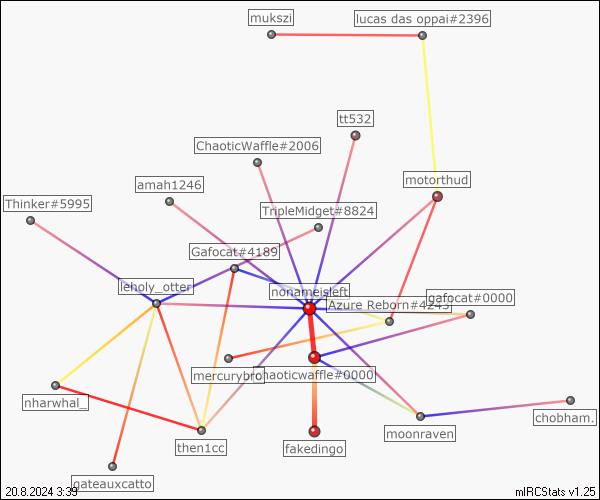 mukszi
lucas das oppai#2396
tt532
ChaoticWaffle#2006
motorthud
amah1246
Thinker#5995
TripleMidget#8824
Gafocat#4189
ieholy_otter
nonameisleft
gafocat#0000
Azure Reborn#4243
mercurybro
chaoticwaffle#0000
nharwhal_
chobham.
moonraven
then1cc
fakedingo
gateauxcatto
20.8.2024 3:39
mIRCStats v1.25